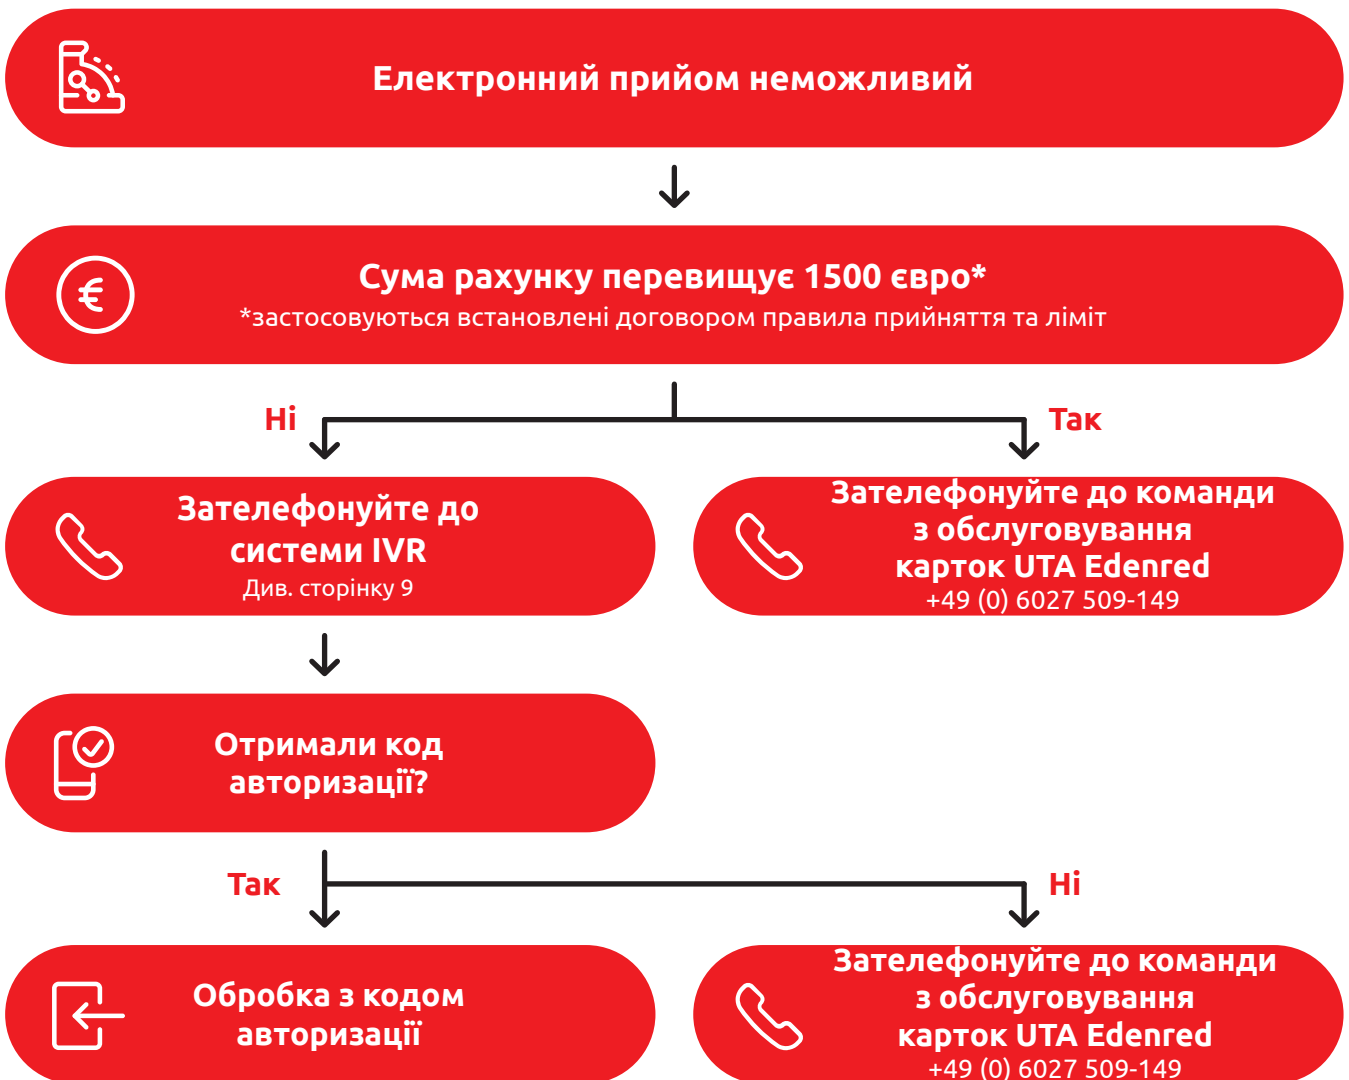 Електронний прийом неможливий
€
Сума рахунку перевищує 1500 євро*
*застосовуються встановлені договором правила прийняття та ліміт
Ні
Так
Зателефонуйте до
системи IVR
Див. сторінку 9
Зателефонуйте до команди
з обслуговування
карток UTA Edenred
+49 (0) 6027 509-149
Отримали код
авторизації?
Так
Ні
Обробка з кодом
авторизації
Зателефонуйте до команди
з обслуговування
карток UTA Edenred
+49 (0) 6027 509-149